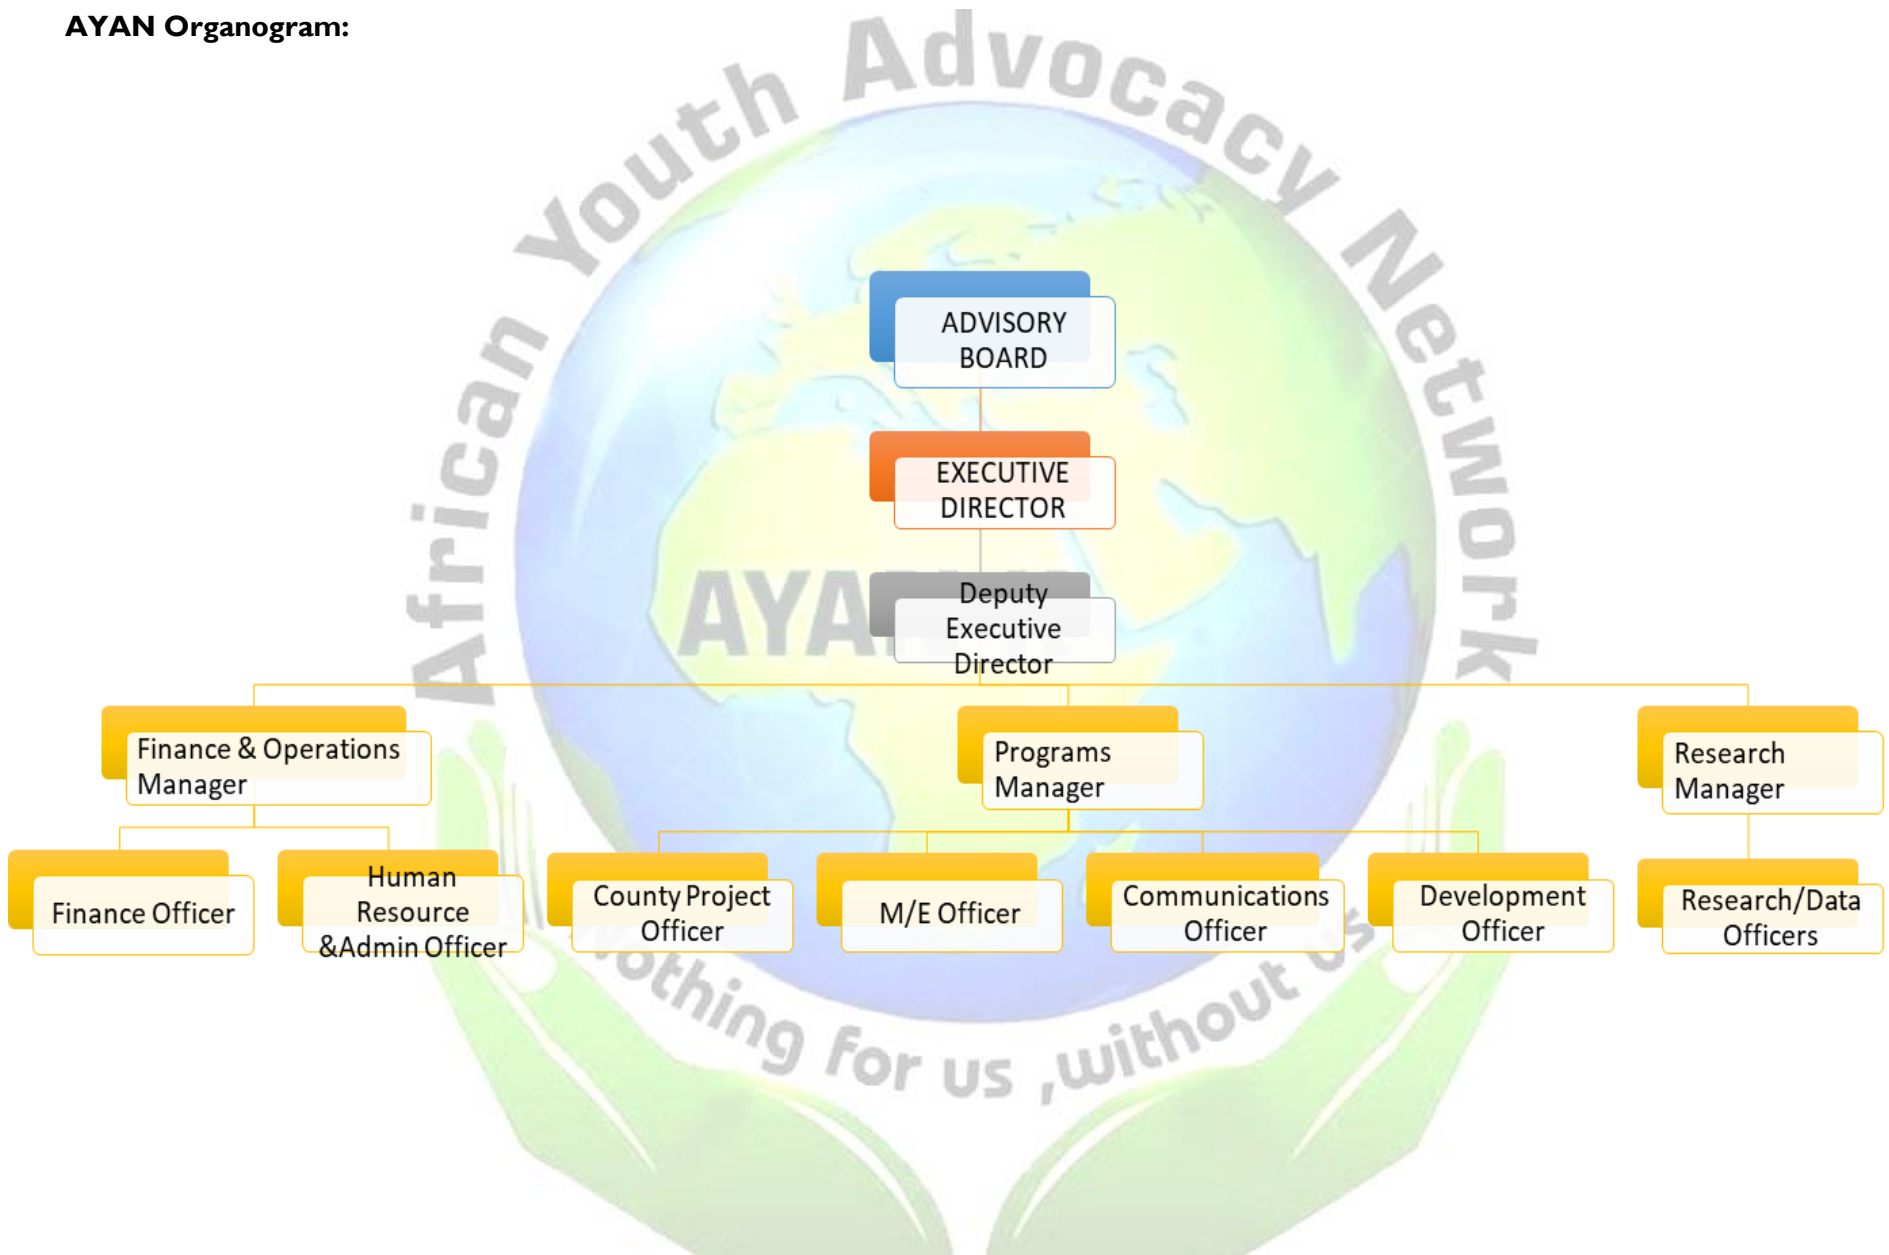 AYAN Organogram:
African Youth Advocacy Network
ADVISORY
BOARD
EXECUTIVE
DIRECTOR
AYAN
Deputy
Executive
Director
Finance & Operations
Manager
Programs
Manager
Research
Manager
Finance Officer
Human
Resource
&Admin Officer
County Project
Officer
M/E Officer
Communications
Officer
Development
Officer
Research/Data
Officers
Nothing for us ,without us